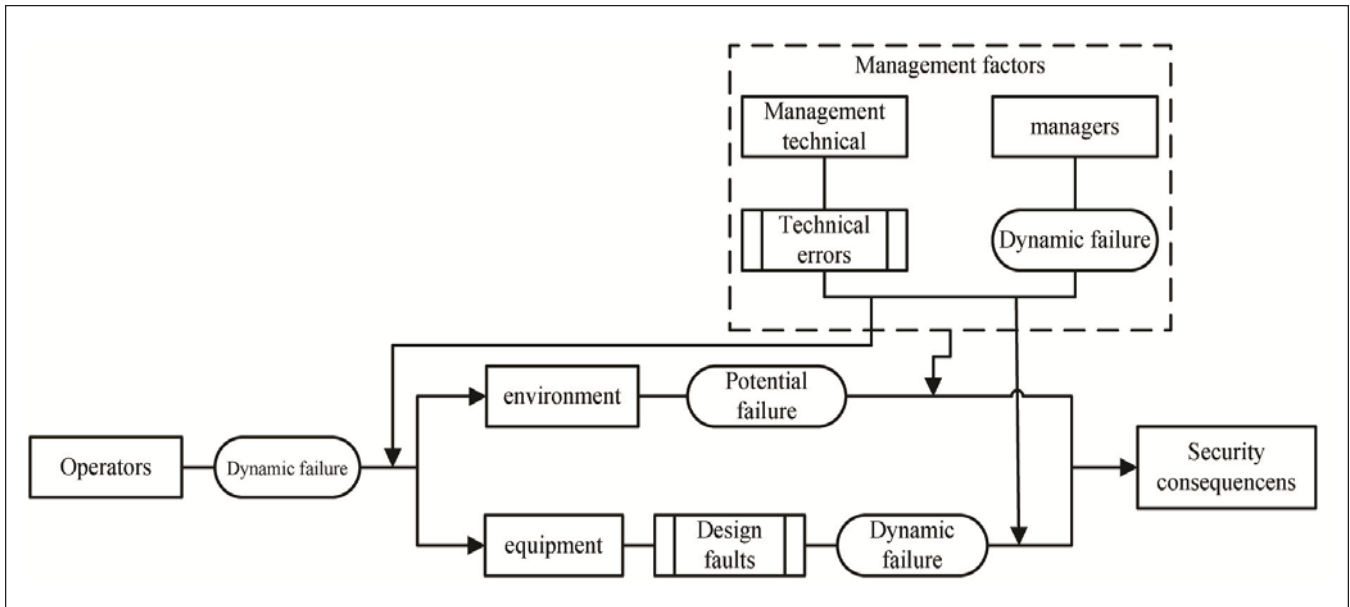 Management factors
Management
technical
managers
Technical
errors
Dynamic failure
environment
Potential
failure
Operators
Dynamic failure
Security
consequencens
equipment
Design
faults
Dynamic
failure